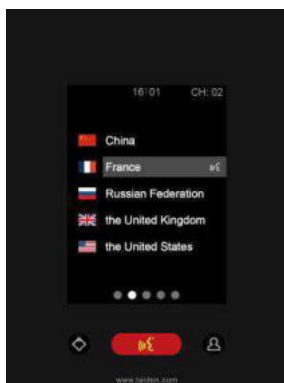 16:01 CH: 02
China
France
Russian Federation
the United Kingdom
the United States
www.taiden.com